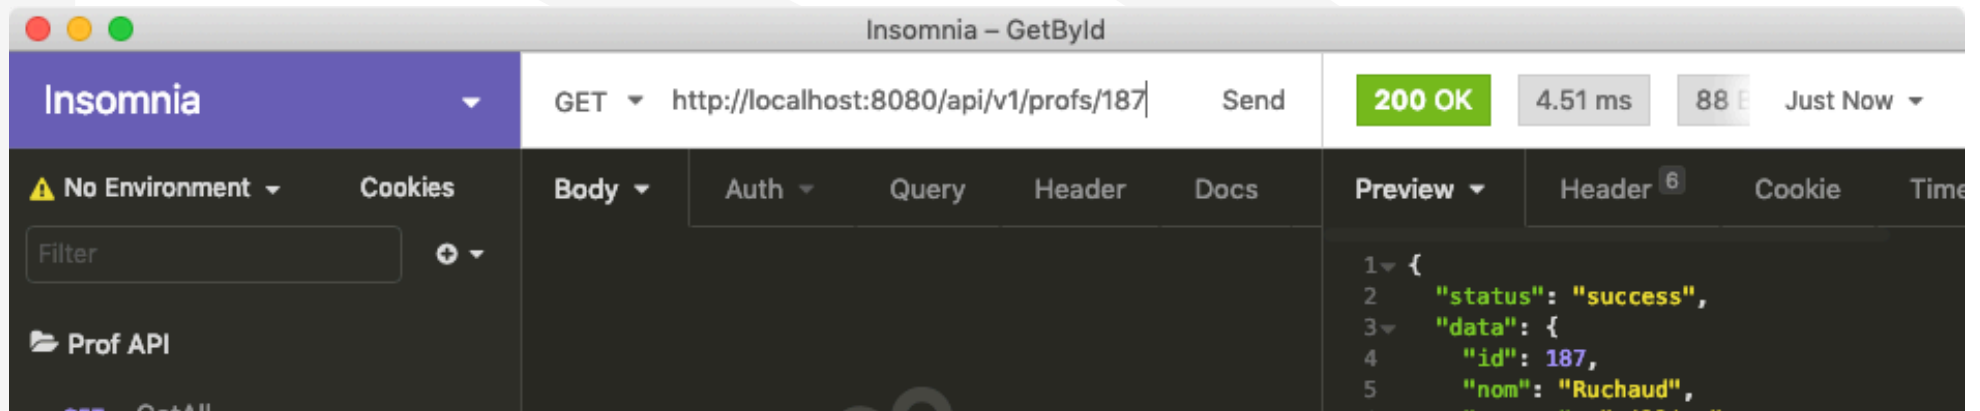 Insomnia – GetById
Insomnia
GET http://localhost:8080/api/v1/profs/187 Send
200 OK 4.51 ms 88 Just Now
No Environment Cookies
Body Auth Query Header Docs
Preview Header 6 Cookie
Filter
Prof API
1 {
2 "status": "success",
3 "data": {
4 "id": 187,
5 "nom": "Ruchaud",